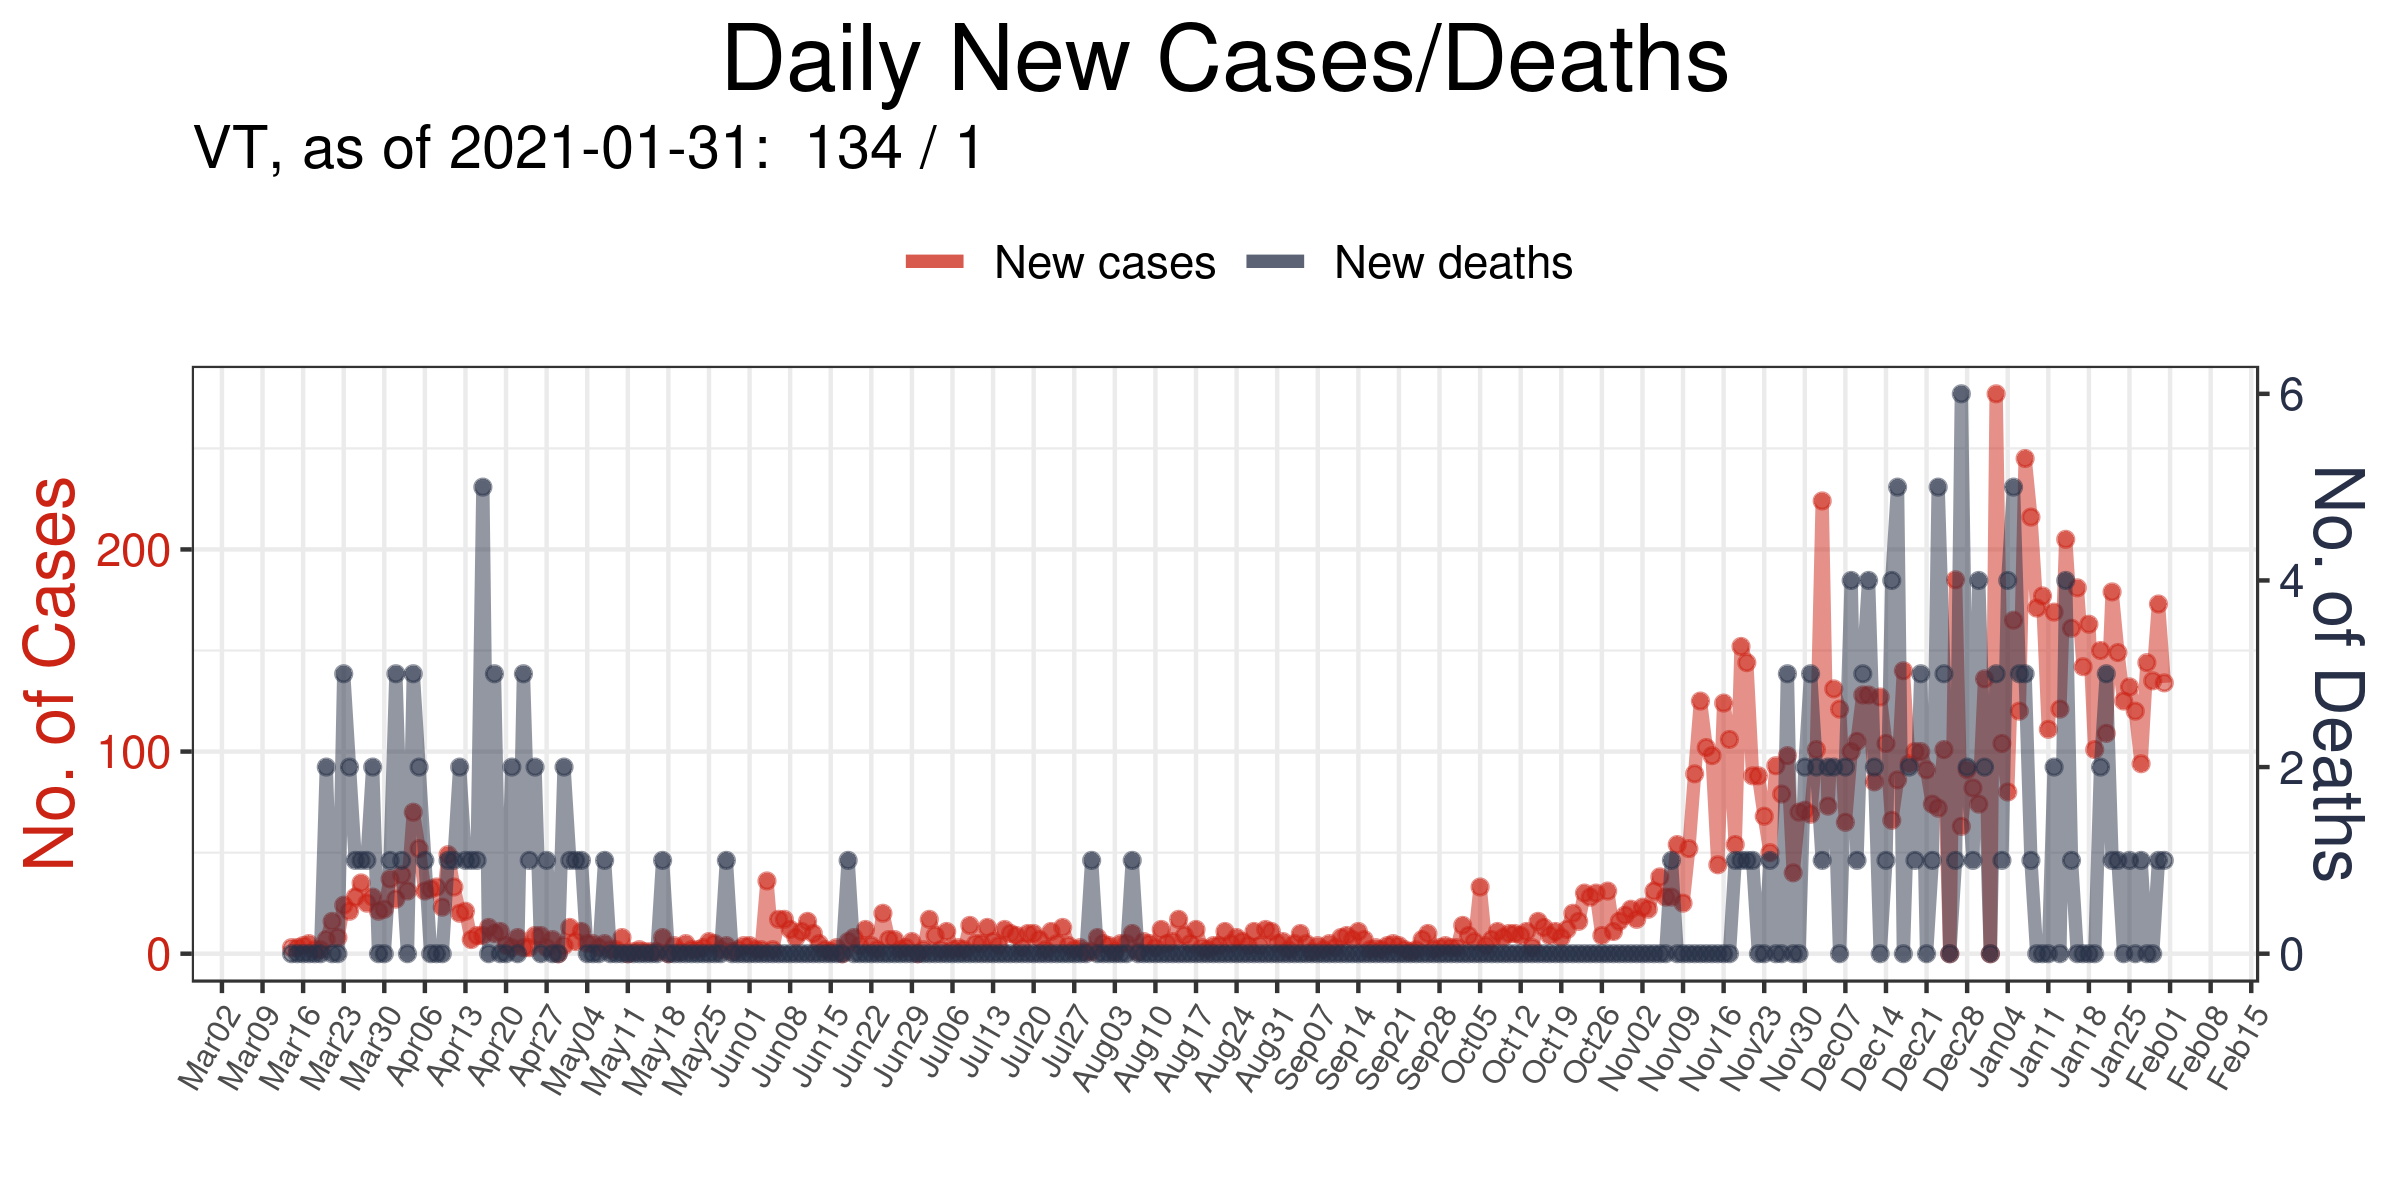 Daily New Cases/Deaths
VT, as of 2021-01-31:  134 / 1
New cases
New deaths
No. of Cases
200
100
0
6
4
2
0
No. of Deaths
Mar02
Mar09
Mar16
Mar23
Mar30
Apr06
Apr13
Apr20
Apr27
May04
May11
May18
May25
Jun01
Jun08
Jun15
Jun22
Jun29
Jul06
Jul13
Jul20
Jul27
Aug03
Aug10
Aug17
Aug24
Aug31
Sep07
Sep14
Sep21
Sep28
Oct05
Oct12
Oct19
Oct26
Nov02
Nov09
Nov16
Nov23
Nov30
Nov307
Dec07
Dec14
Dec21
Dec28
Dec04
Jan11
Jan18
Jan25
Feb01
Feb08
Feb15